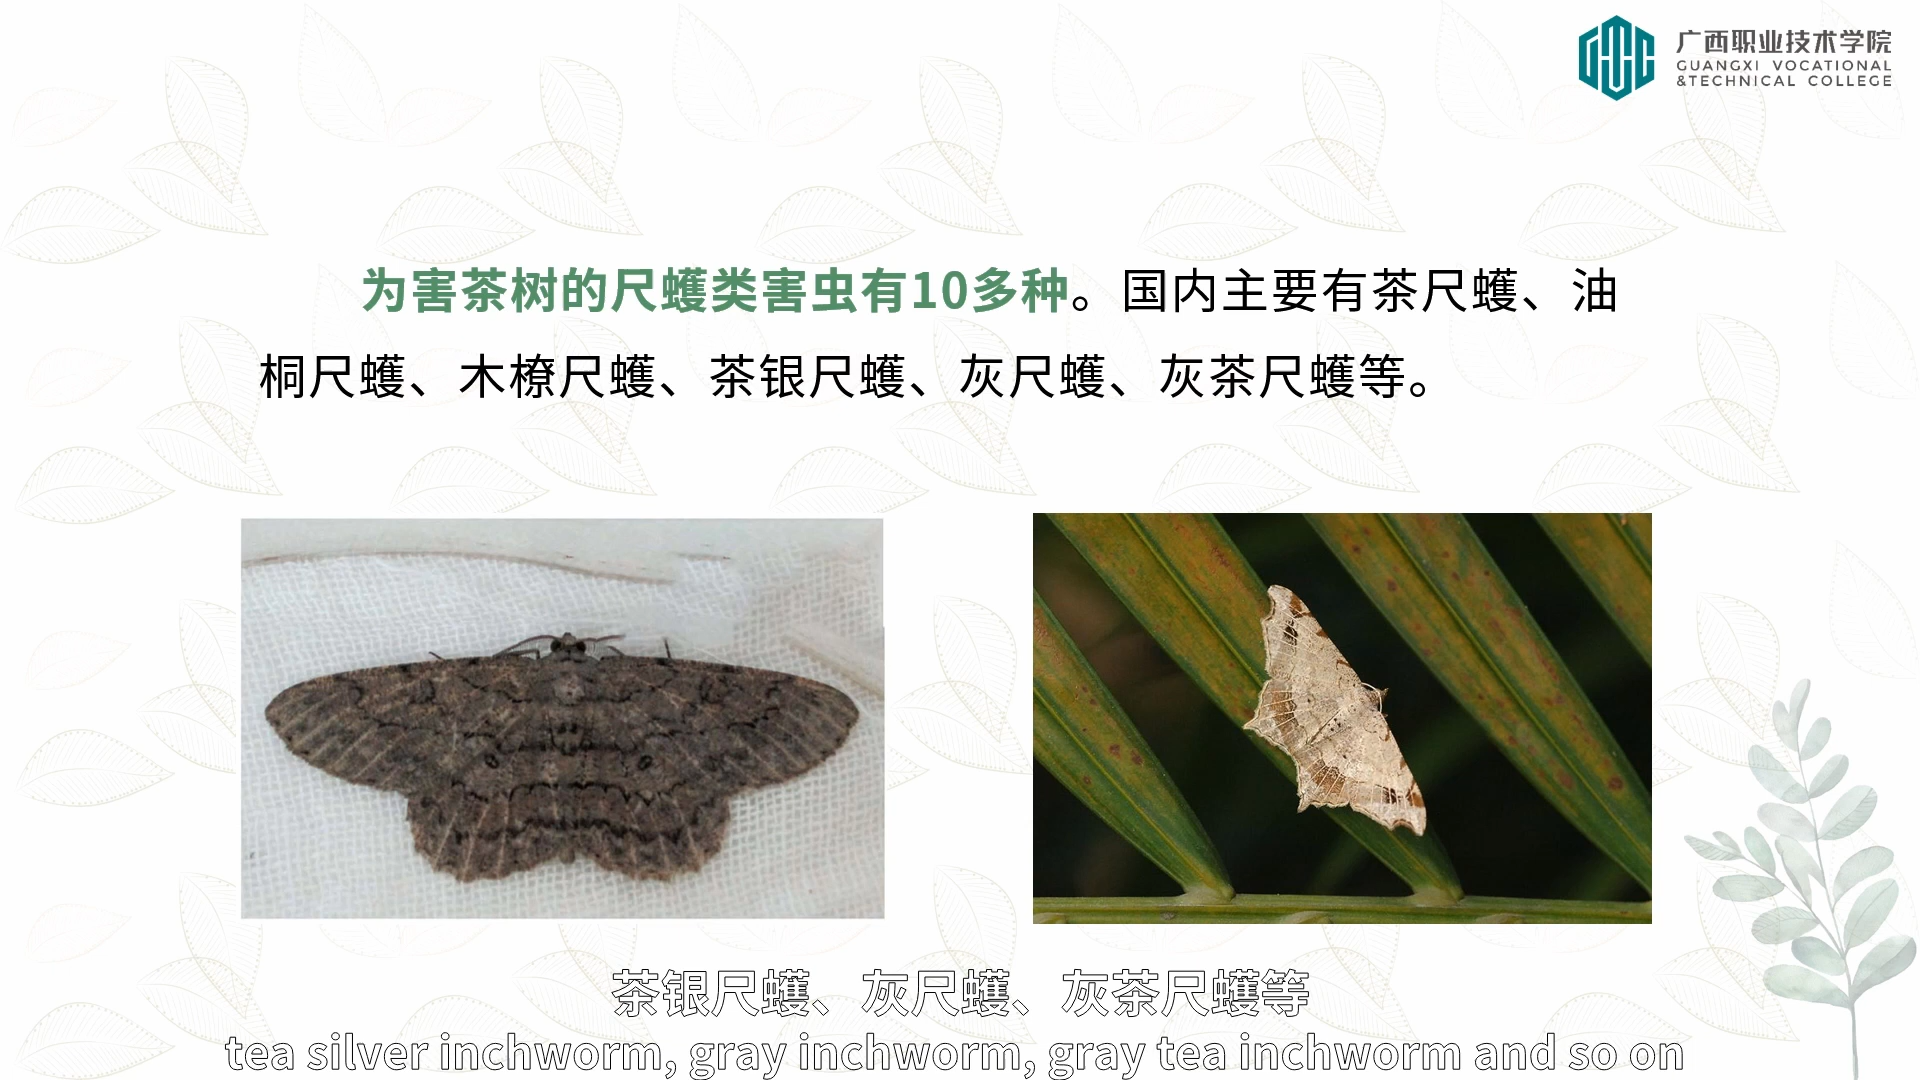 广西职业技术学院
GUANGXI VOCATIONAL
&TECHNICAL COLLEGE
为害茶树的尺蠖类害虫有10多种。国内主要有茶尺蠖、油
桐尺蠖、木橑尺蠖、茶银尺蠖、灰尺蠖、灰茶尺蠖等。
茶银尺蠖、灰尺蠖、灰茶尺蠖等
tea silver inchworm, gray inchworm, gray tea inchworm and so on